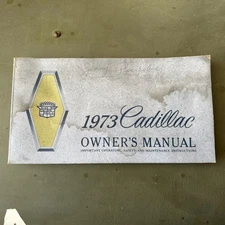 1973 Cadillac
OWNER'S MANUAL
IMPORTANT OPERATING, SAFETY AND MAINTENANCE INSTRUCTIONS